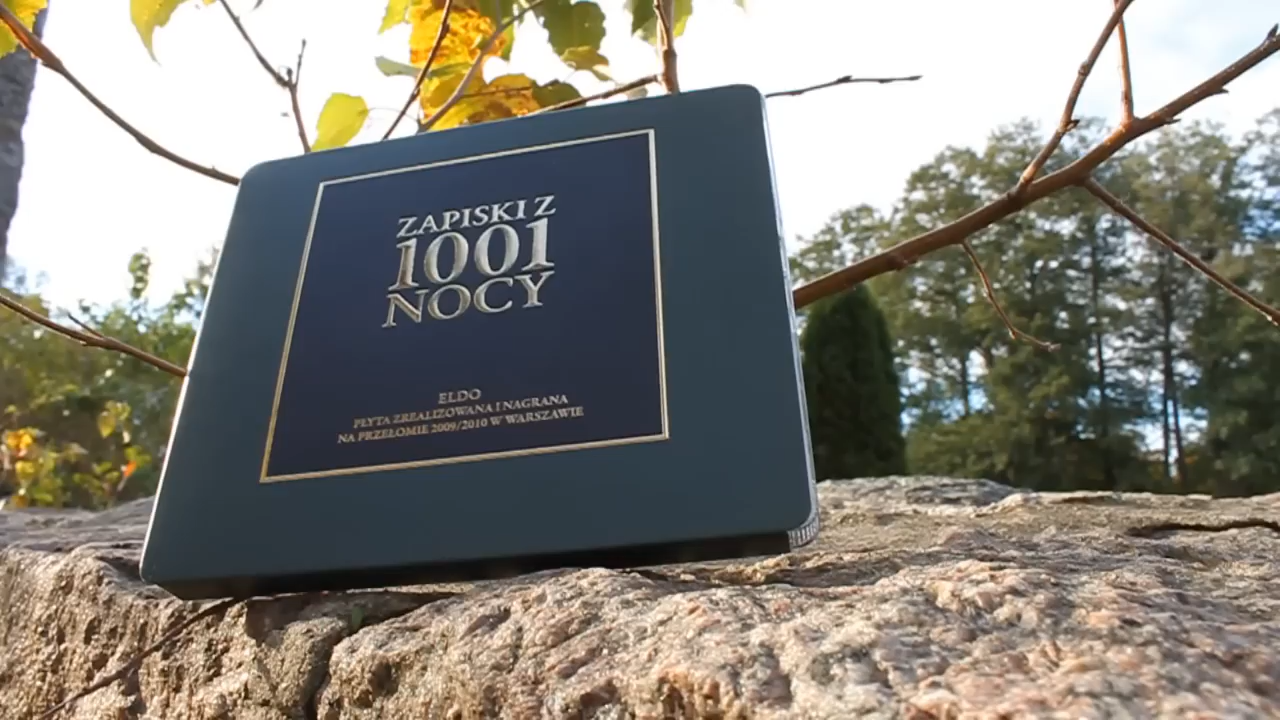 ZAPISKI Z
1001
NOCY
ELDO
PŁYTA ZREALIZOWANA I NAGRANA
NA PRZEŁOMIE 2009/2010 W WARSZAWIE